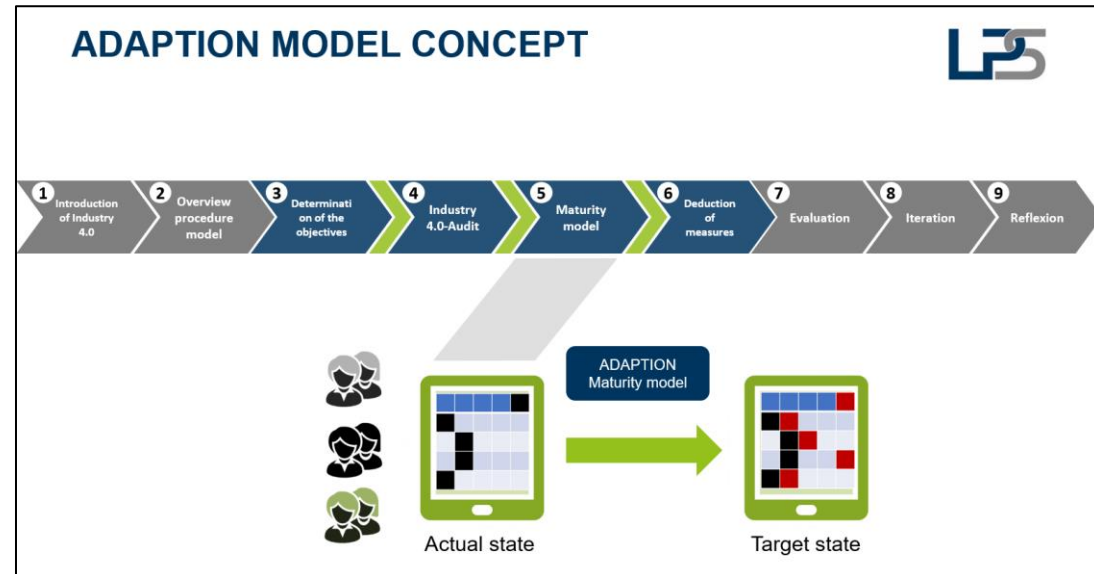 ADAPTION MODEL CONCEPT
LPS
1
Introduction
of Industry
4.0
2
Overview
procedure
model
3
Determinati
on of the
objectives
4
Industry
4.0-Audit
5
Maturity
model
6
Deduction
of
measures
7
Evaluation
8
Iteration
9
Reflexion
ADAPTION
Maturity model
Actual state
Target state